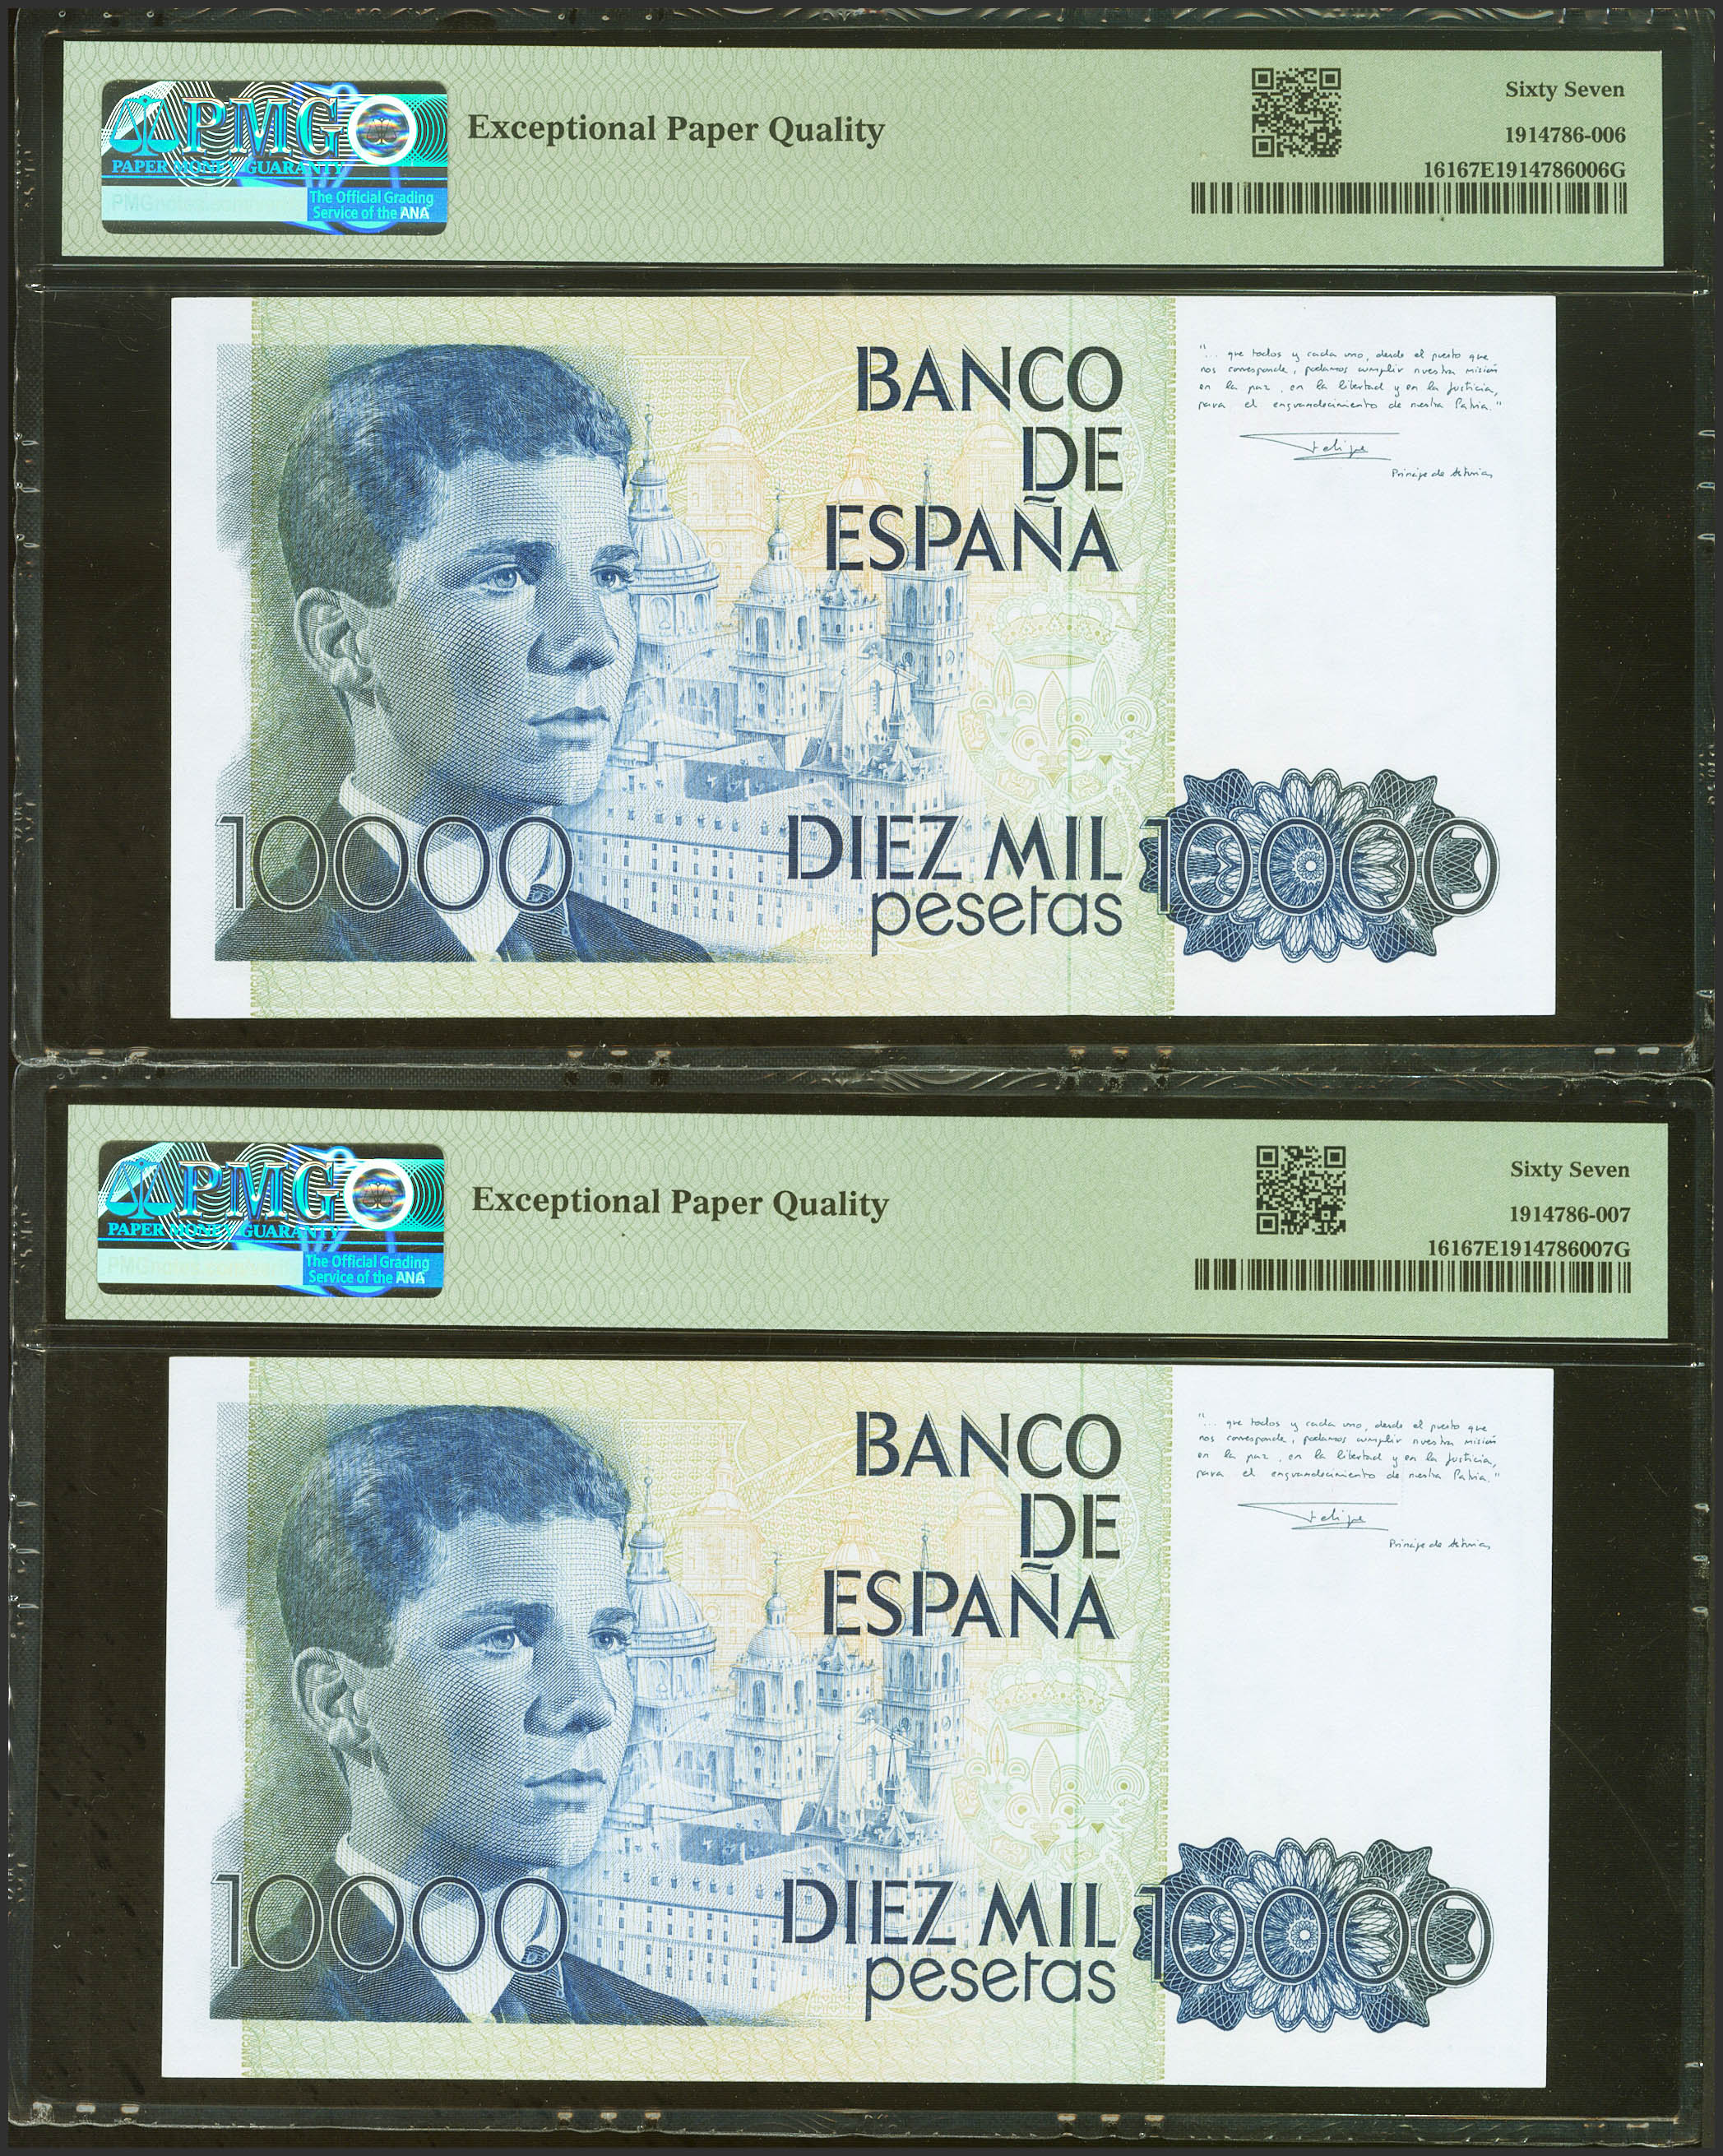 PMG
PAPER MONEY GUARANTY
The Official Grading
Service of the ANA
Exceptional Paper Quality
Sixty Seven
1914786-006
16167E1914786006G
BANCO
DE
ESPAÑA
"... que todos y cada uno, desde el puesto que
nos corresponde, podamos cumplir nuestra misión
en la paz, en la libertad y en la justicia,
para el engrandecimiento de nuestra Patria."
Felipe
Príncipe de Asturias
10000
DIEZ MIL
pesetas
10000
PMG
PAPER MONEY GUARANTY
The Official Grading
Service of the ANA
Exceptional Paper Quality
Sixty Seven
1914786-007
16167E1914786007G
BANCO
DE
ESPAÑA
"... que todos y cada uno, desde el puesto que
nos corresponde, podamos cumplir nuestra misión
en la paz, en la libertad y en la justicia,
para el engrandecimiento de nuestra Patria."
Felipe
Príncipe de Asturias
10000
DIEZ MIL
pesetas
10000